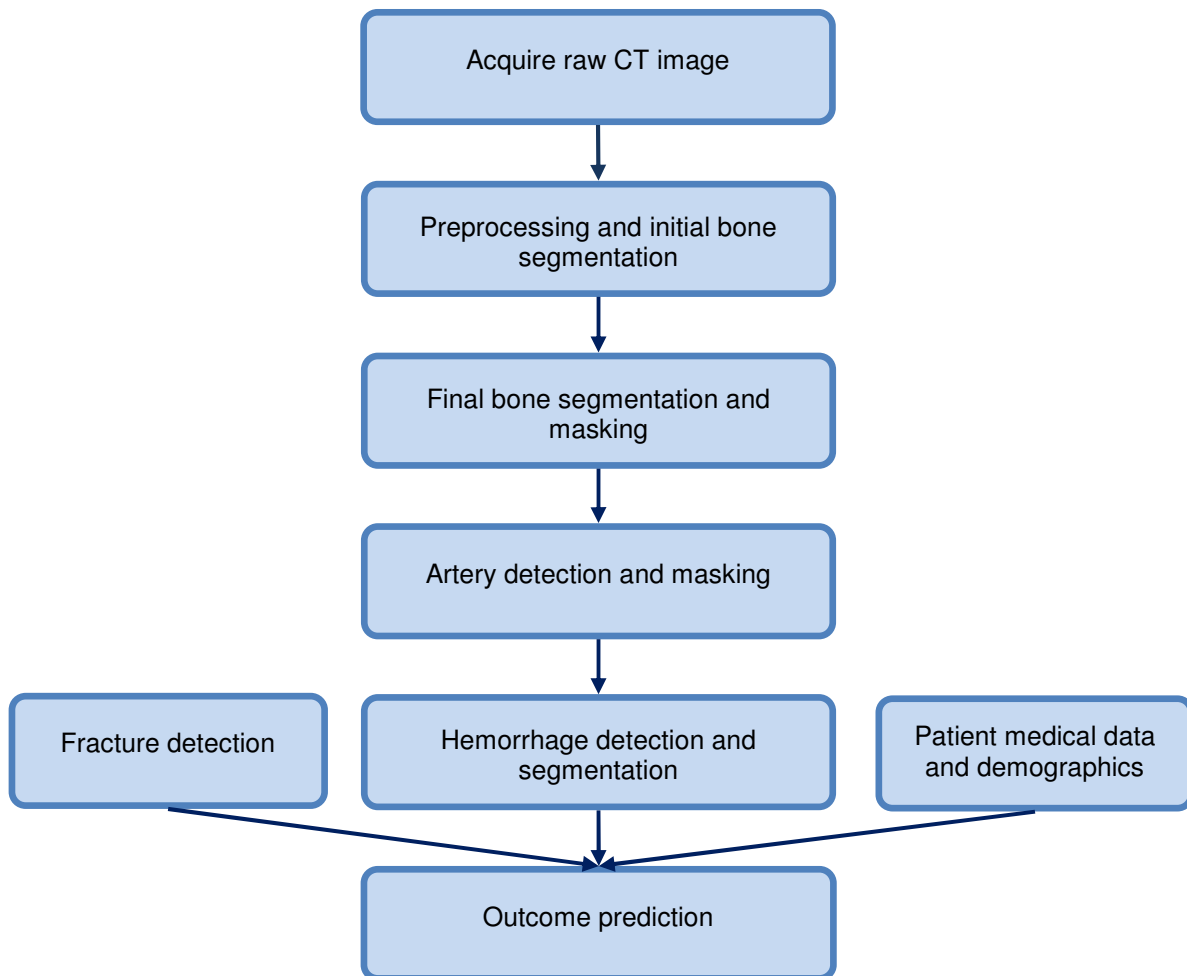 Acquire raw CT image
Preprocessing and initial bone
segmentation
Final bone segmentation and
masking
Artery detection and masking
Fracture detection
Hemorrhage detection and
segmentation
Patient medical data
and demographics
Outcome prediction